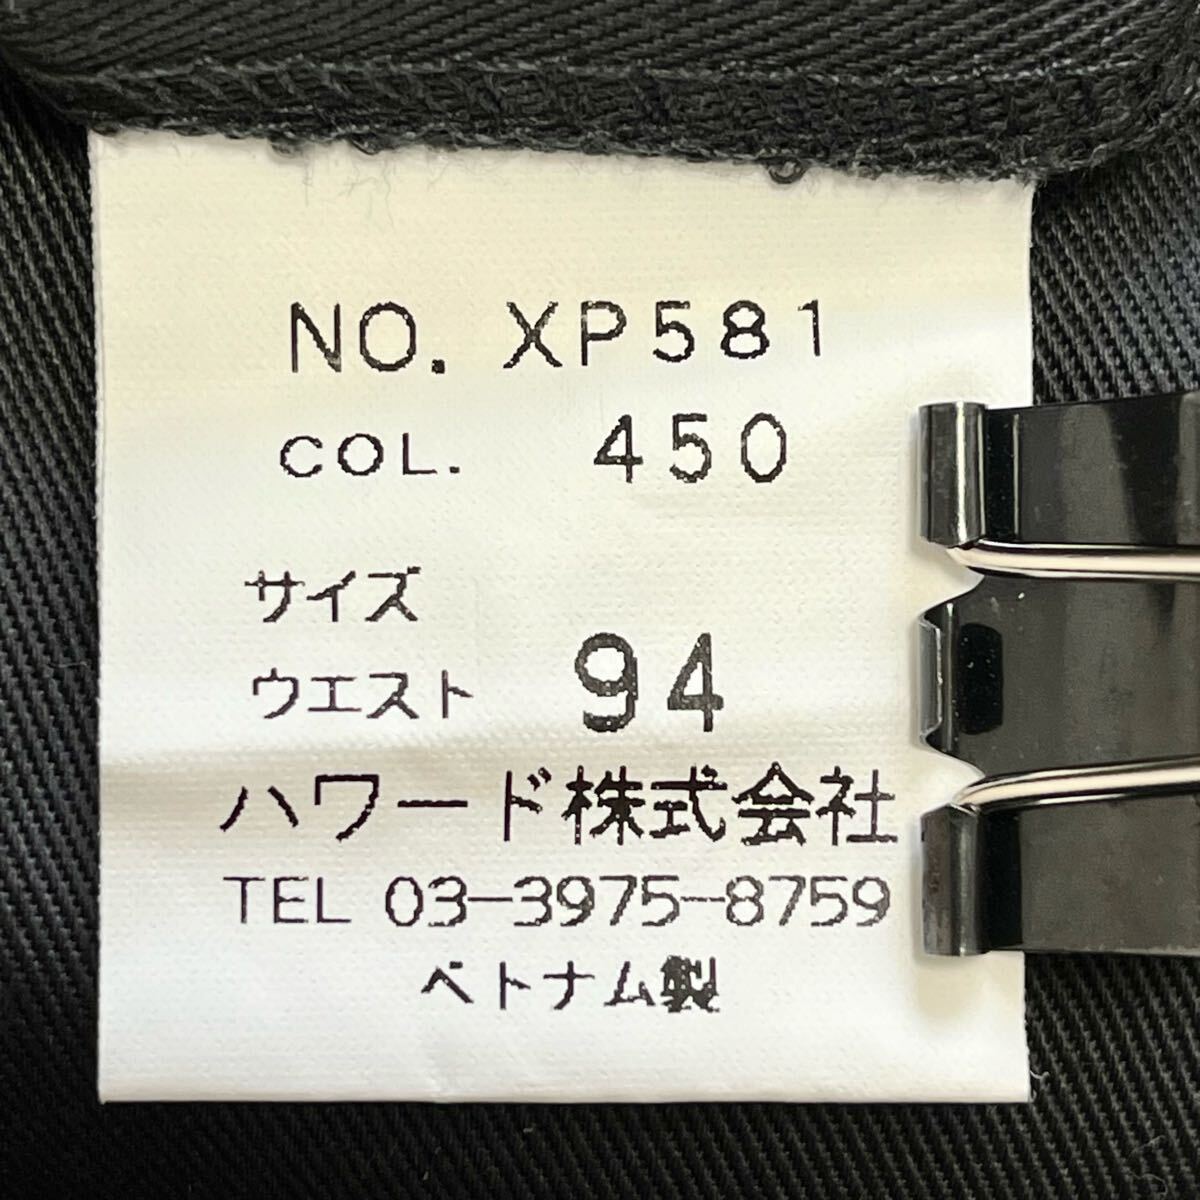 NO. XP581
COL. 450
サイズ
ウエスト 94
ハワード株式会社
TEL 03-3975-8759
ベトナム製